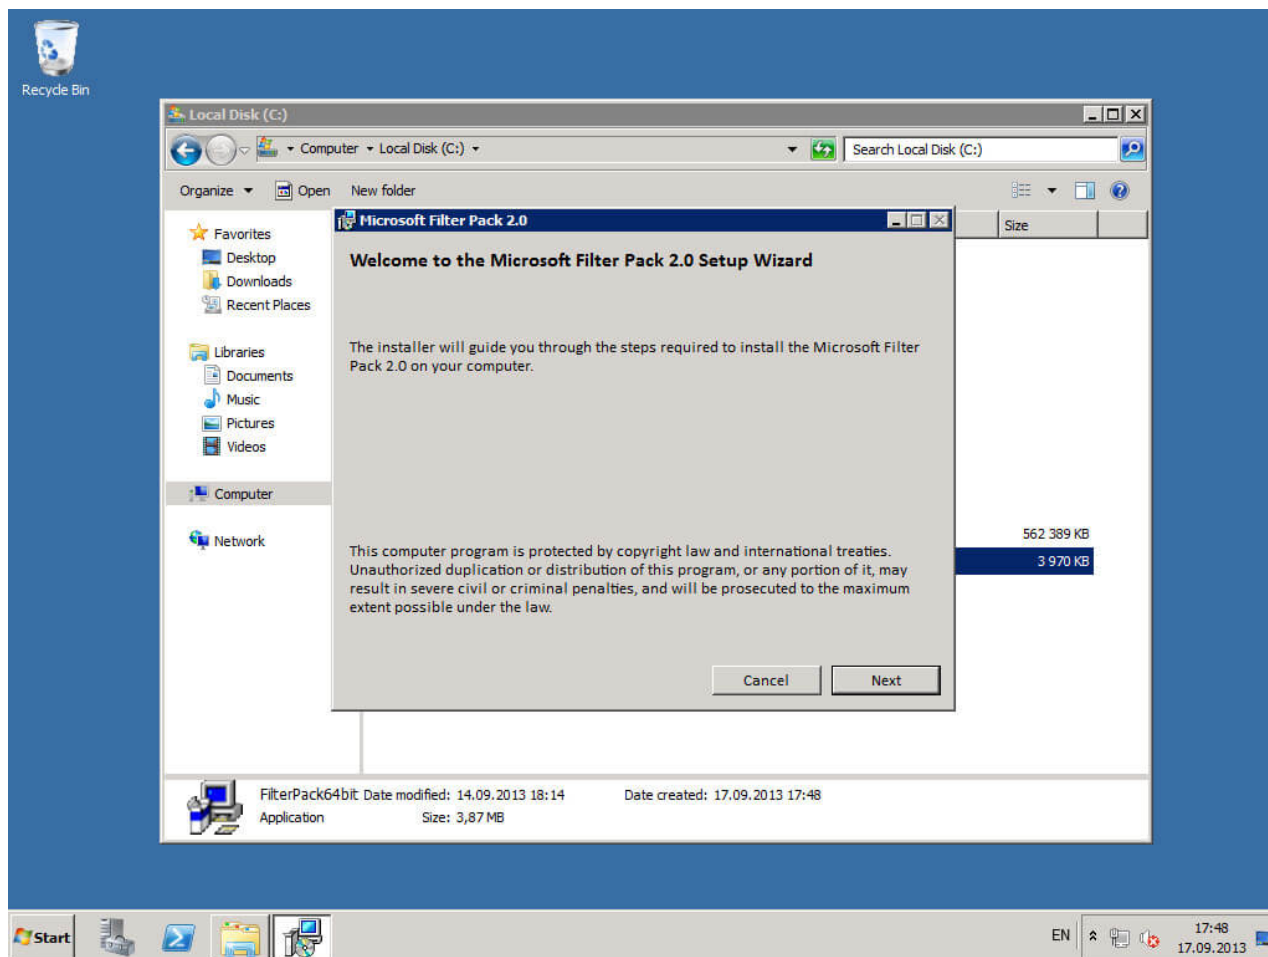 Recycle Bin
Local Disk (C:)
Computer Local Disk (C:)
Search Local Disk (C:)
Organize Open New folder
Microsoft Filter Pack 2.0
Size
Favorites
Desktop
Downloads
Recent Places
Libraries
Documents
Music
Pictures
Videos
Computer
Network
Welcome to the Microsoft Filter Pack 2.0 Setup Wizard
The installer will guide you through the steps required to install the Microsoft Filter
Pack 2.0 on your computer.
This computer program is protected by copyright law and international treaties.
Unauthorized duplication or distribution of this program, or any portion of it, may
result in severe civil or criminal penalties, and will be prosecuted to the maximum
extent possible under the law.
Cancel Next
562 389 KB
3 970 KB
FilterPack64bit Date modified: 14.09.2013 18:14 Date created: 17.09.2013 17:48
Application Size: 3,87 MB
Start
EN
17:48
17.09.2013